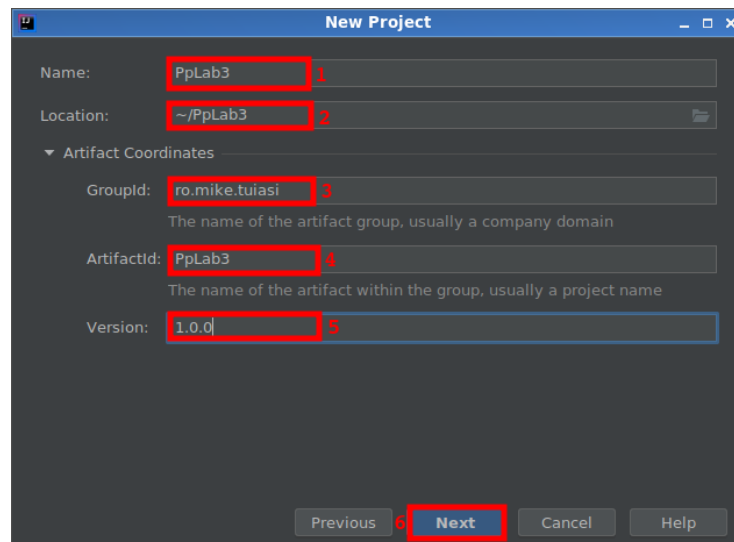 New Project
Name: PpLab3 1
Location: ~/PpLab3 2
Artifact Coordinates
GroupId: ro.mike.tuiasi 3
The name of the artifact group, usually a company domain
ArtifactId: PpLab3 4
The name of the artifact within the group, usually a project name
Version: 1.0.0 5
Previous 6 Next Cancel Help